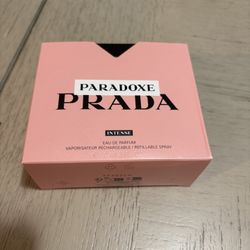 PARADOXE
PRADA
INTENSE
EAU DE PARFUM
VAPORISATEUR RECHARGEABLE / REFILLABLE SPRAY